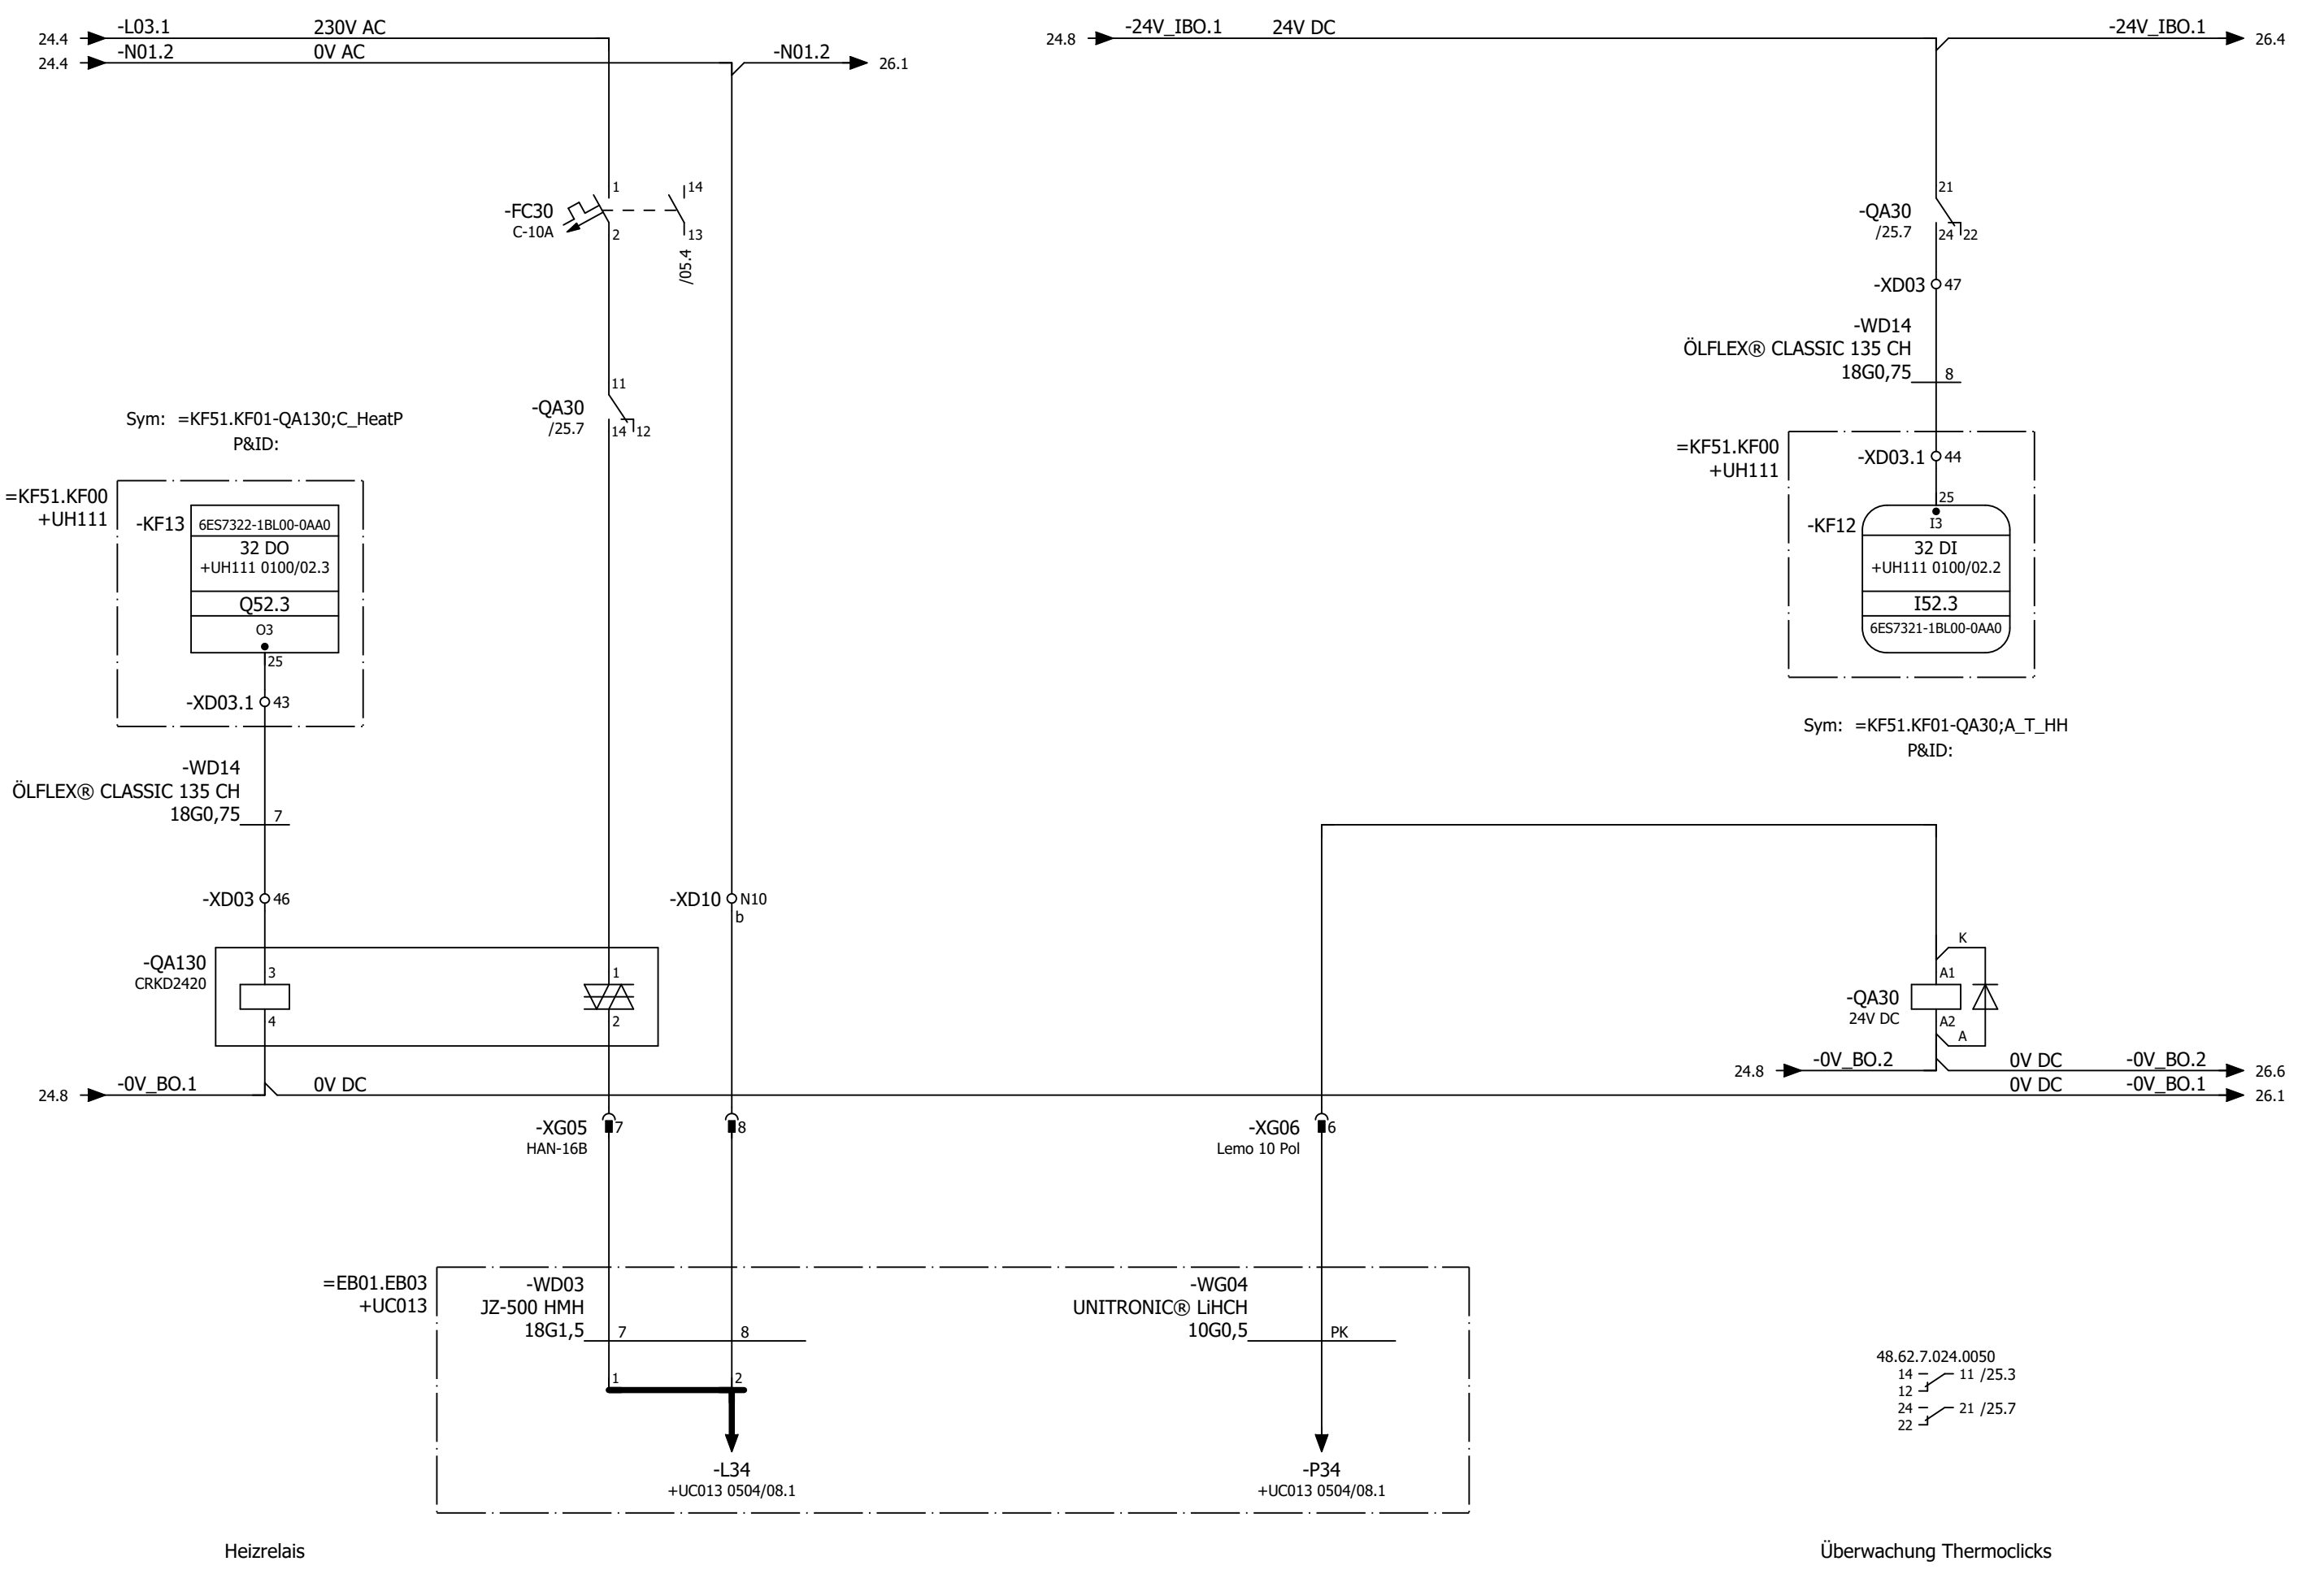 24.4 -L03.1 230V AC
24.4 -N01.2 0V AC -N01.2 26.1
24.8 -24V_IBO.1 24V DC -24V_IBO.1 26.4
-FC30
C-10A
1
2
14
13
/05.4
-QA30
/25.7
11
14 12
Sym: =KF51.KF01-QA130;C_HeatP
P&ID:
=KF51.KF00
+UH111
-KF13
6ES7322-1BL00-0AA0
32 DO
+UH111 0100/02.3
Q52.3
O3
25
-XD03.1 43
-WD14
ÖLFLEX® CLASSIC 135 CH
18G0,75 7
-XD03 46
-QA130
CRKD2420
3
4
1
2
-XD10 N10
b
24.8 -0V_BO.1 0V DC
-XG05 7 8
HAN-16B
=EB01.EB03
+UC013
-WD03
JZ-500 HMH
18G1,5 7 8
1 2
-L34
+UC013 0504/08.1
-XG06 6
Lemo 10 Pol
-WG04
UNITRONIC® LiHCH
10G0,5 PK
-P34
+UC013 0504/08.1
21
-QA30
/25.7
24 22
-XD03 47
-WD14
ÖLFLEX® CLASSIC 135 CH
18G0,75 8
=KF51.KF00
+UH111
-XD03.1 44
25
-KF12
I3
32 DI
+UH111 0100/02.2
I52.3
6ES7321-1BL00-0AA0
Sym: =KF51.KF01-QA30;A_T_HH
P&ID:
K
A1
-QA30
24V DC
A2
A
24.8 -0V_BO.2 0V DC -0V_BO.2 26.6
0V DC -0V_BO.1 26.1
48.62.7.024.0050
14 11 /25.3
12
24 21 /25.7
22
Heizrelais
Überwachung Thermoclicks